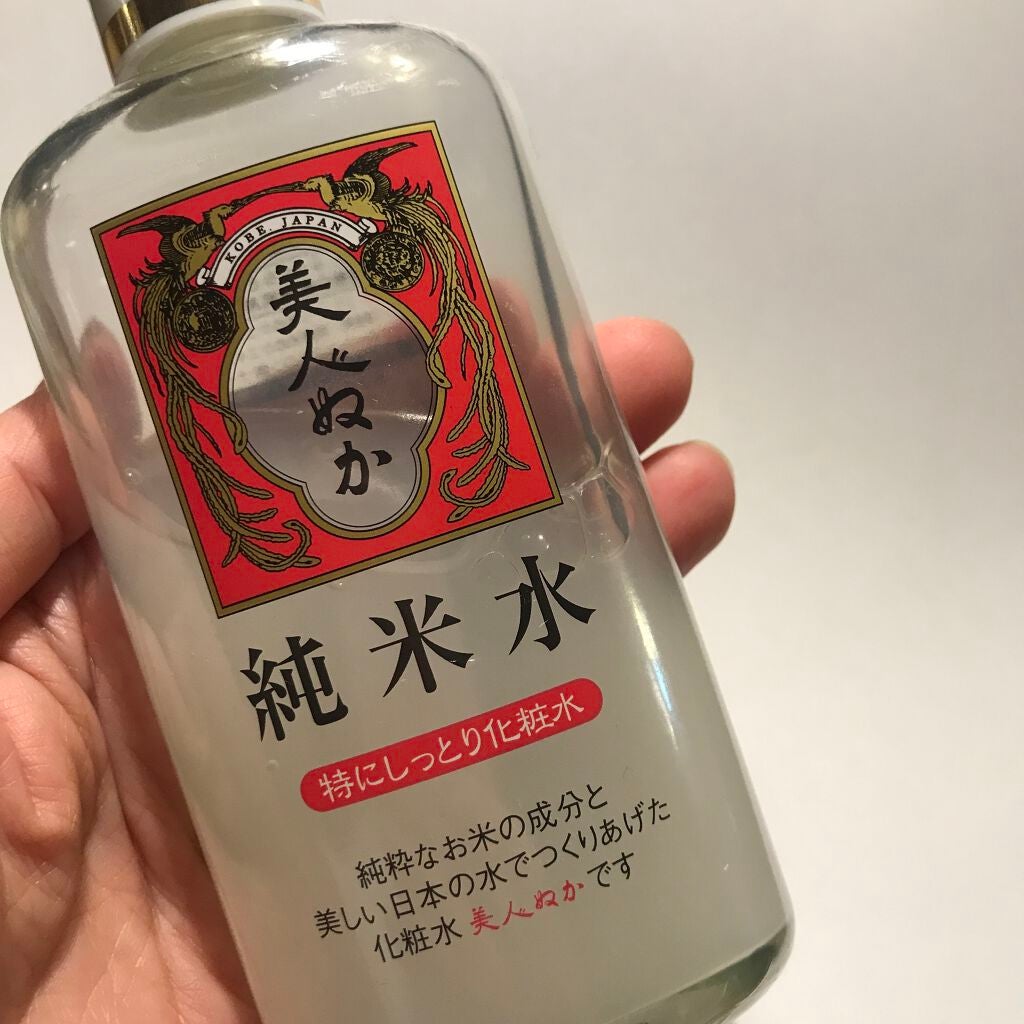 KOBE. JAPAN
美人ぬか
純米水
特にしっとり化粧水
純粋なお米の成分と
美しい日本の水でつくりあげた
化粧水 美人ぬか です